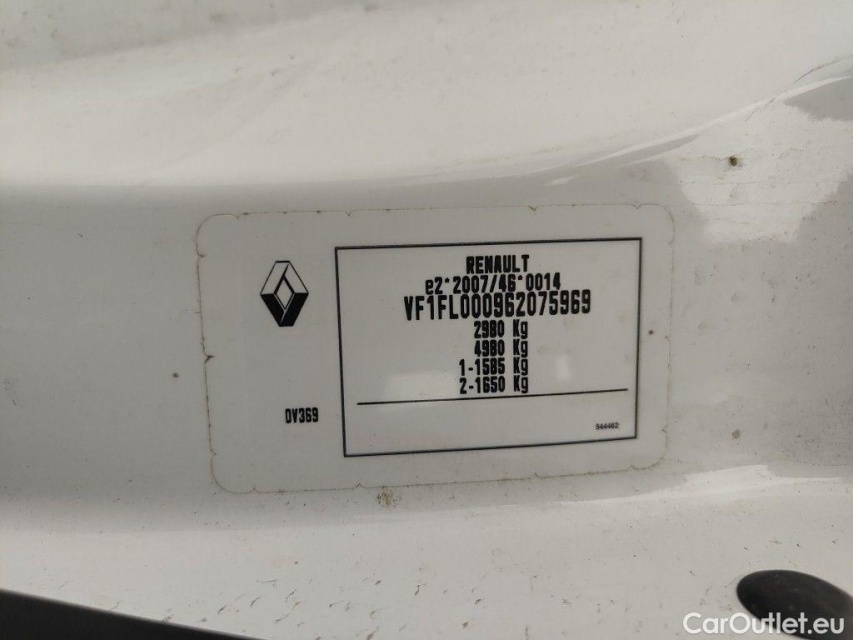 RENAULT
e2*2007/46*0014
VF1FL000962075969
2980 Kg
4980 Kg
1-1585 Kg
2-1650 Kg
DV369
544462
CarOutlet.eu